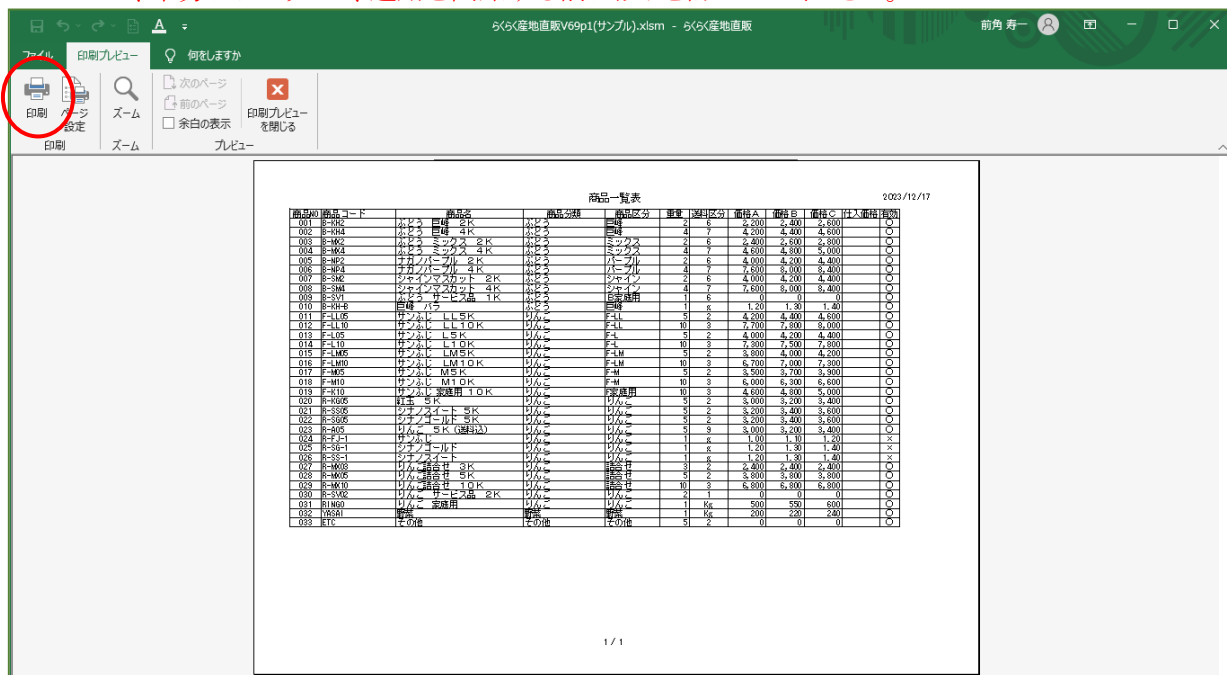 らくらく産地直販V69p1(サンプル).xlsm - らくらく産地直販
前角 寿一
ファイル 印刷プレビュー 何をしますか
印刷
ページ設定
ズーム
次のページ
前のページ
余白の表示
印刷プレビューを閉じる
印刷 ズーム プレビュー
商品一覧表 2023/12/17
商品NO 商品コード 商品名 商品分類 商品区分 重量 送料区分 価格A 価格B 価格C 仕入価格 有効
001 B-KH2 ぶどう 巨峰 2K ぶどう 巨峰 2 6 2,200 2,400 2,600 ○
002 B-KH4 ぶどう 巨峰 4K ぶどう 巨峰 4 7 4,200 4,400 4,600 ○
003 B-MX2 ぶどう ミックス 2K ぶどう ミックス 2 6 2,400 2,600 2,800 ○
004 B-MX4 ぶどう ミックス 4K ぶどう ミックス 4 7 4,600 4,800 5,000 ○
005 B-NP2 ナガノパープル 2K ぶどう パープル 2 6 4,000 4,200 4,400 ○
006 B-NP4 ナガノパープル 4K ぶどう パープル 4 7 7,600 8,000 8,400 ○
007 B-SM2 シャインマスカット 2K ぶどう シャイン 2 6 4,000 4,200 4,400 ○
008 B-SM4 シャインマスカット 4K ぶどう シャイン 4 7 7,600 8,000 8,400 ○
009 B-SV1 ぶどう サービス品 1K ぶどう B家庭用 1 6 0 0 0 ○
010 B-KH-B 巨峰 バラ ぶどう 巨峰 1 g 1.20 1.30 1.40 ○
011 F-LL05 サンふじ LL5K りんご F-LL 5 2 4,200 4,400 4,600 ○
012 F-LL10 サンふじ LL10K りんご F-LL 10 3 7,700 7,800 8,000 ○
013 F-L05 サンふじ L5K りんご F-L 5 2 4,000 4,200 4,400 ○
014 F-L10 サンふじ L10K りんご F-L 10 3 7,300 7,500 7,800 ○
015 F-LM05 サンふじ LM5K りんご F-LM 5 2 3,800 4,000 4,200 ○
016 F-LM10 サンふじ LM10K りんご F-LM 10 3 6,700 7,000 7,300 ○
017 F-M05 サンふじ M5K りんご F-M 5 2 3,500 3,700 3,900 ○
018 F-M10 サンふじ M10K りんご F-M 10 3 6,000 6,300 6,600 ○
019 F-K10 サンふじ 家庭用 10K りんご F家庭用 10 3 4,600 4,800 5,000 ○
020 R-KG05 紅玉 5K りんご りんご 5 2 3,000 3,200 3,400 ○
021 R-SS05 シナノスイート 5K りんご りんご 5 2 3,200 3,400 3,600 ○
022 R-SG05 シナノゴールド 5K りんご りんご 5 2 3,200 3,400 3,600 ○
023 R-A05 りんご 5K(送料込) りんご りんご 5 9 3,000 3,200 3,400 ○
024 R-FJ-1 サンふじ りんご りんご 1 g 1.00 1.10 1.20 ×
025 R-SG-1 シナノゴールド りんご りんご 1 g 1.20 1.30 1.40 ×
026 R-SS-1 シナノスイート りんご りんご 1 g 1.20 1.30 1.40 ×
027 R-MX03 りんご詰合せ 3K りんご 詰合せ 3 2 2,400 2,400 2,400 ○
028 R-MX05 りんご詰合せ 5K りんご 詰合せ 5 2 3,800 3,800 3,800 ○
029 R-MX10 りんご詰合せ 10K りんご 詰合せ 10 3 6,800 6,800 6,800 ○
030 R-SV02 りんご サービス品 2K りんご りんご 2 1 0 0 0 ○
031 RINGO りんご 家庭用 りんご りんご 1 Kg 500 550 600 ○
032 YASAI 野菜 野菜 野菜 1 Kg 200 220 240 ○
033 ETC その他 その他 その他 5 2 0 0 0 ○
1 / 1